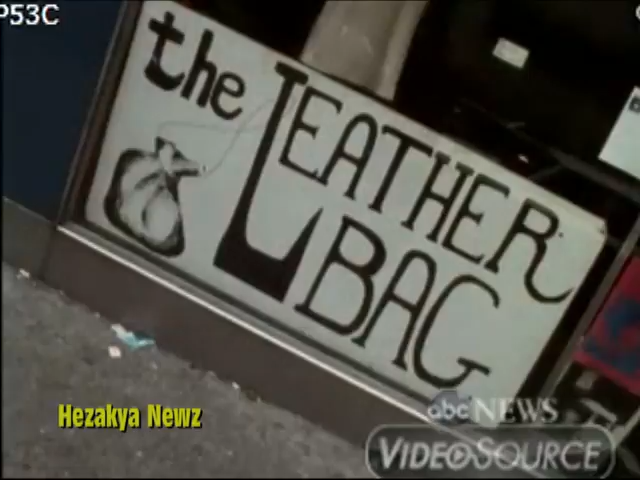 P53C
the
LEATHER
BAG
Hezakya Newz
abc NEWS
VIDEOSOURCE